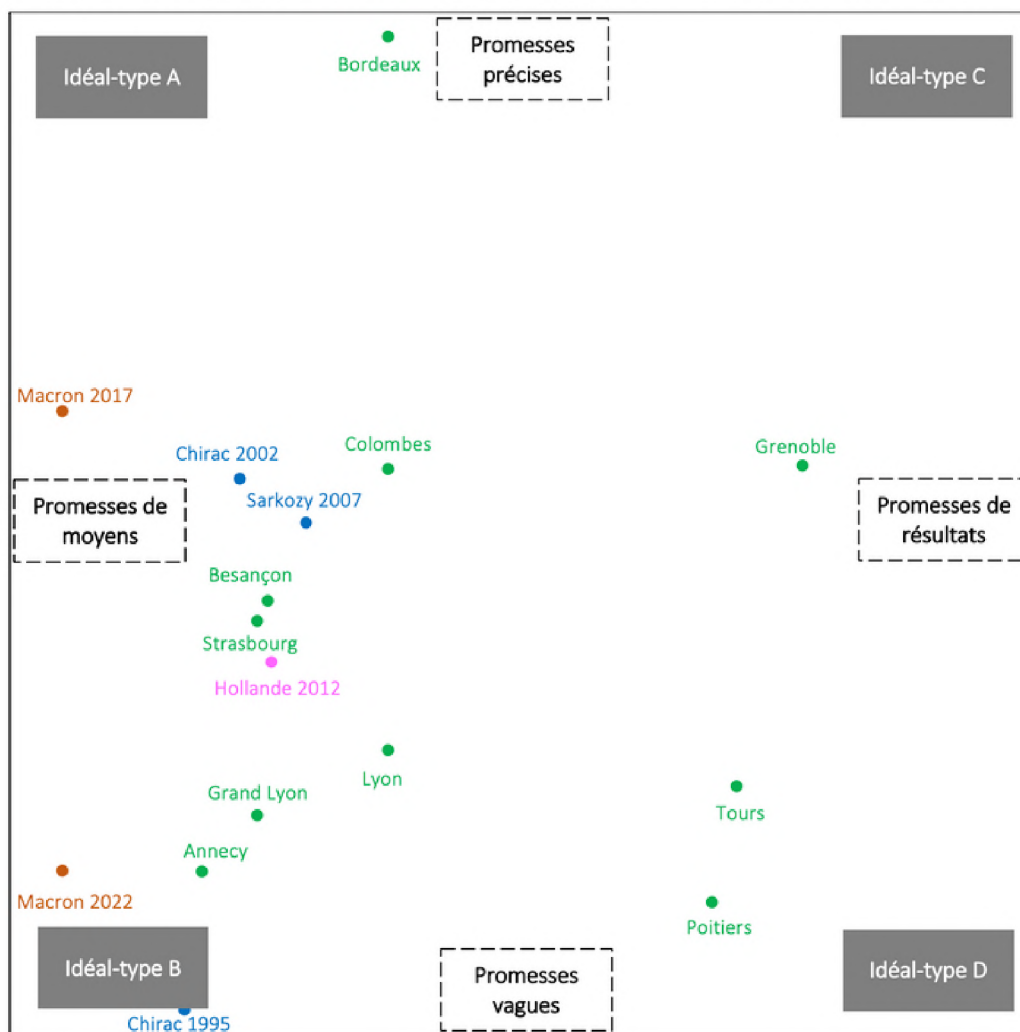 Promesses
précises
Idéal-type A
Bordeaux
Idéal-type C
Macron 2017
Chirac 2002
Colombes
Grenoble
Sarkozy 2007
Promesses de
moyens
Promesses de
résultats
Besançon
Strasbourg
Hollande 2012
Lyon
Grand Lyon
Tours
Annecy
Macron 2022
Poitiers
Idéal-type B
Promesses
vagues
Idéal-type D
Chirac 1995